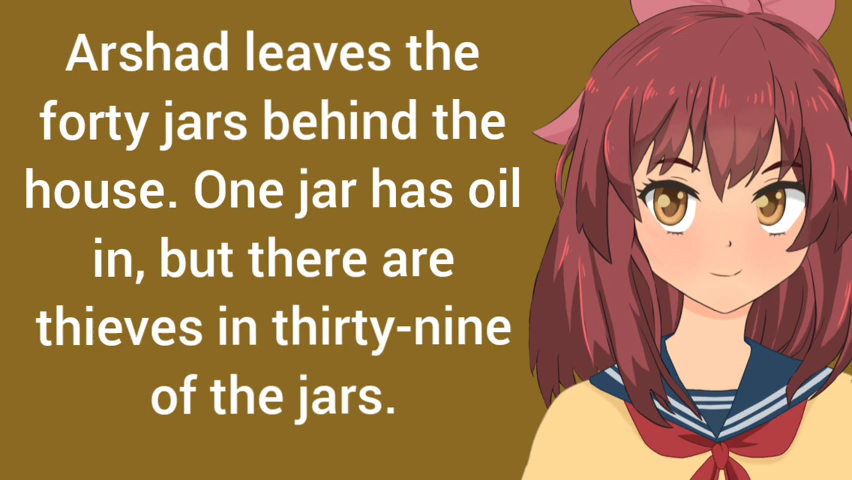 Arshad leaves the
forty jars behind the
house. One jar has oil
in, but there are
thieves in thirty-nine
of the jars.